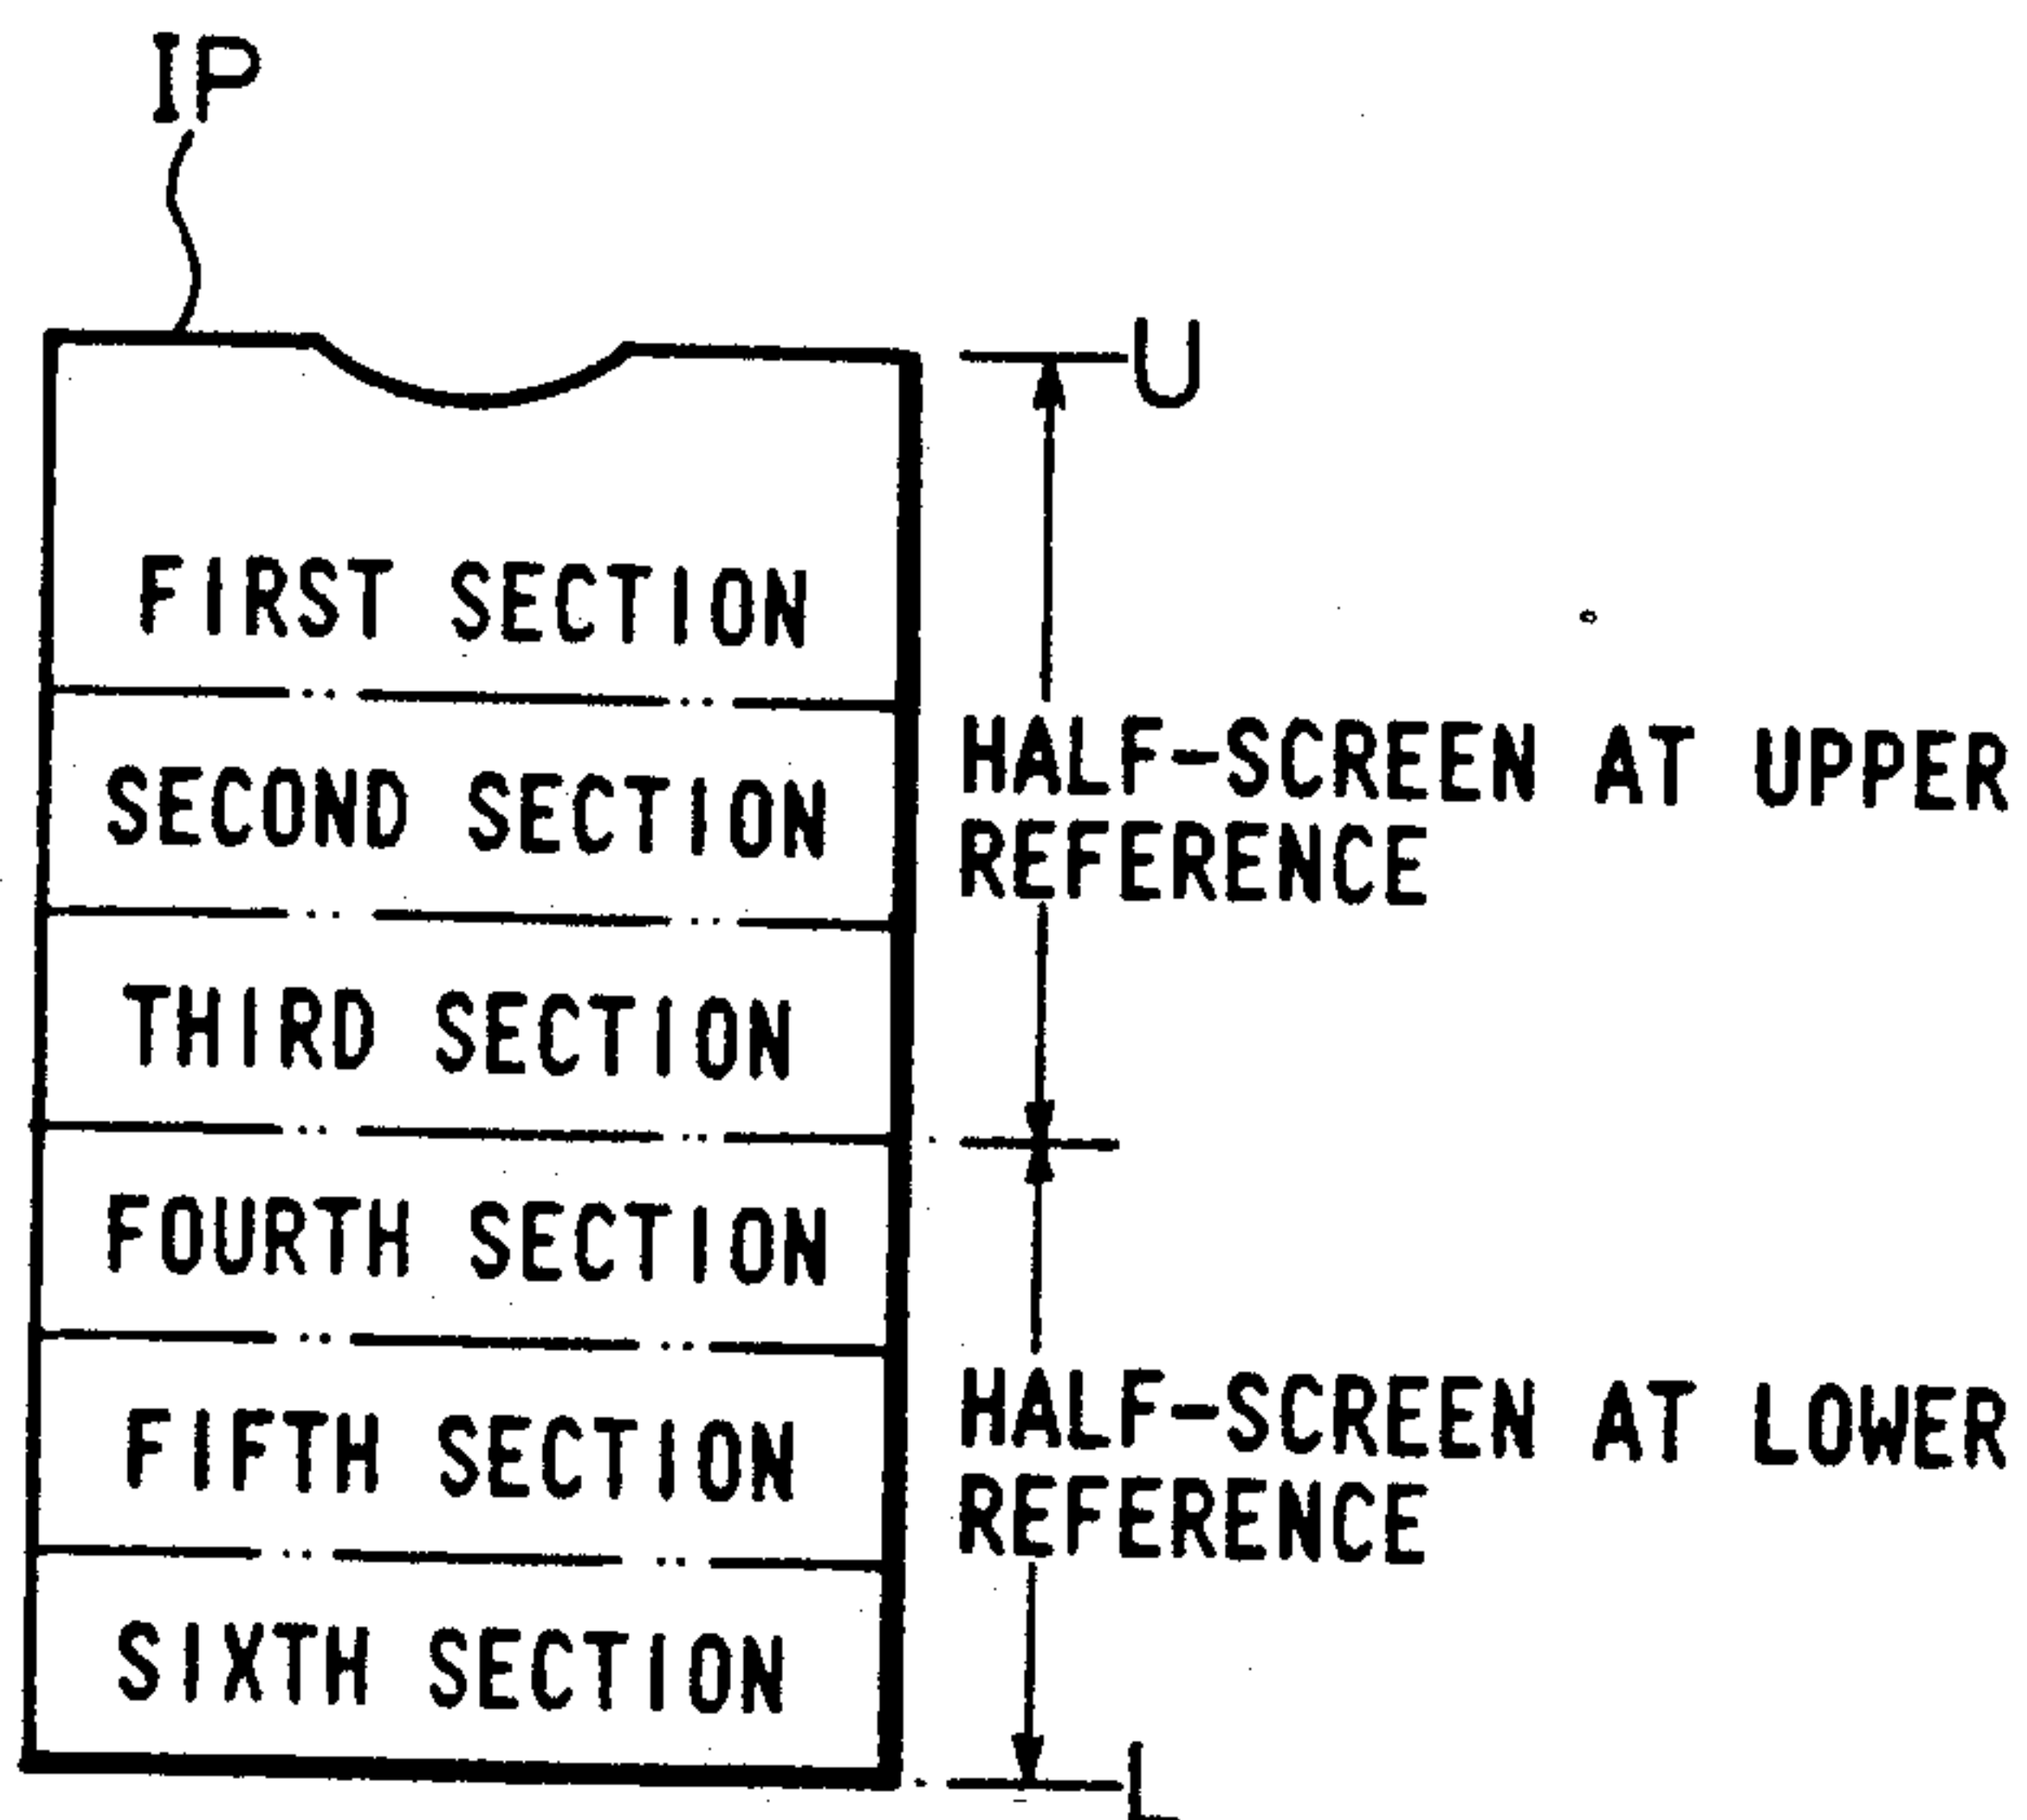 IP
U
FIRST SECTION
SECOND SECTION
HALF-SCREEN AT UPPER
REFERENCE
THIRD SECTION
FOURTH SECTION
HALF-SCREEN AT LOWER
REFERENCE
FIFTH SECTION
SIXTH SECTION
L